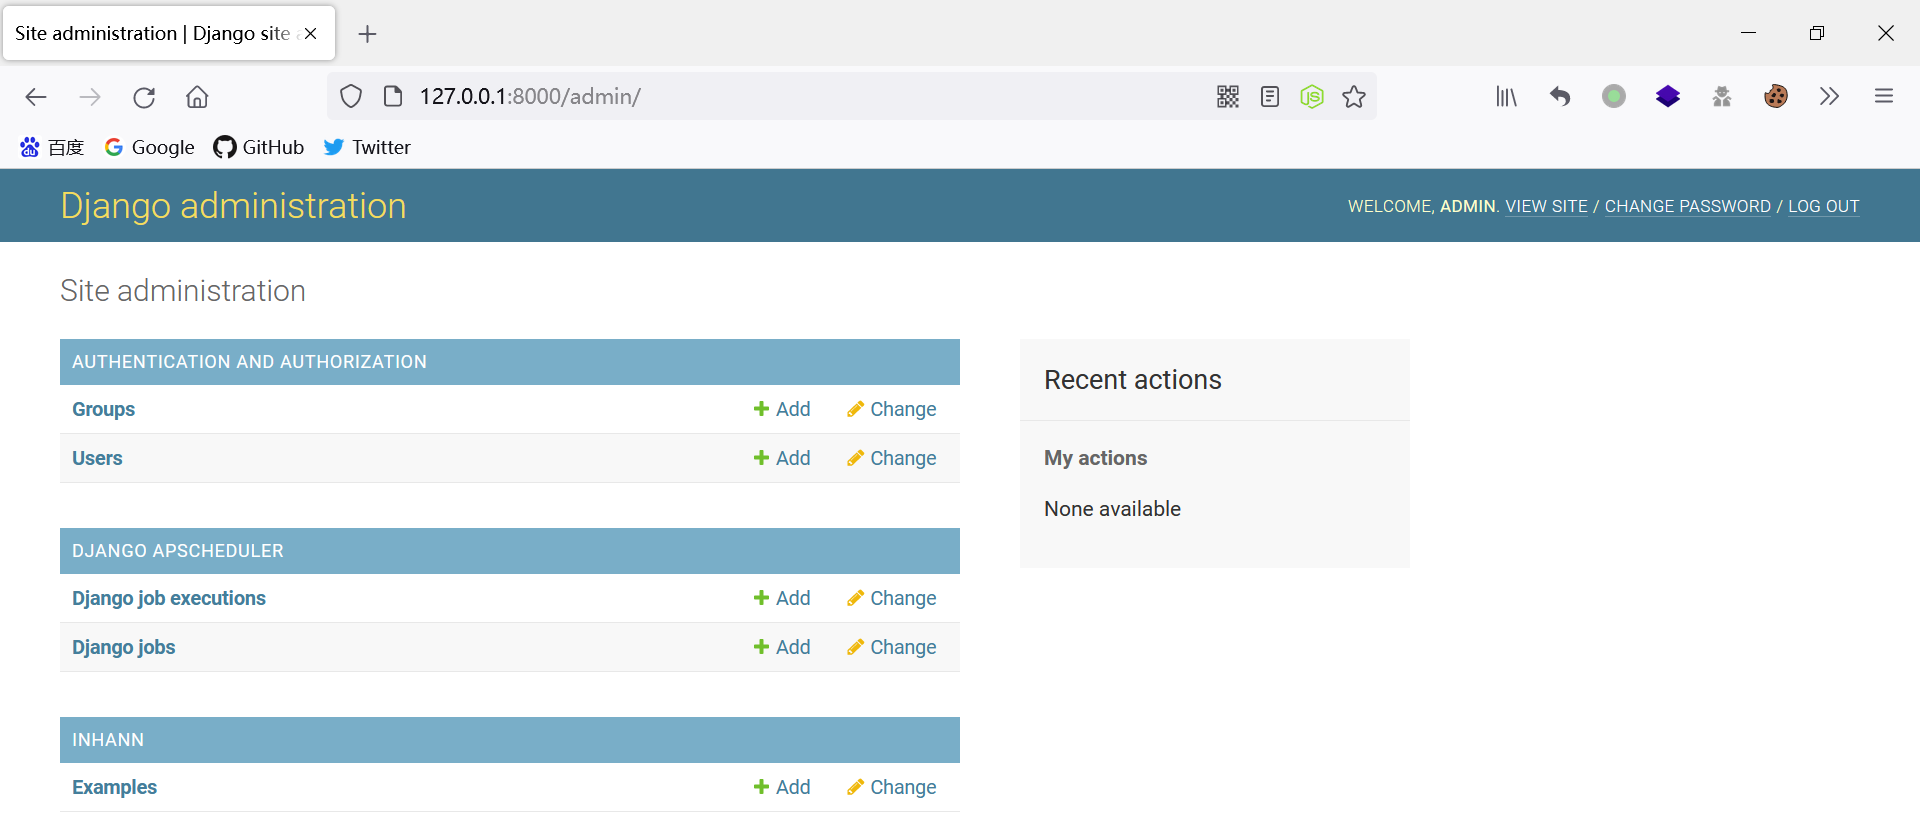 Site administration | Django site
127.0.0.1:8000/admin/
百度 Google GitHub Twitter
Django administration
WELCOME, ADMIN. VIEW SITE / CHANGE PASSWORD / LOG OUT
Site administration
AUTHENTICATION AND AUTHORIZATION
Groups Add Change
Users Add Change
DJANGO APSCHEDULER
Django job executions Add Change
Django jobs Add Change
INHANN
Examples Add Change
Recent actions
My actions
None available